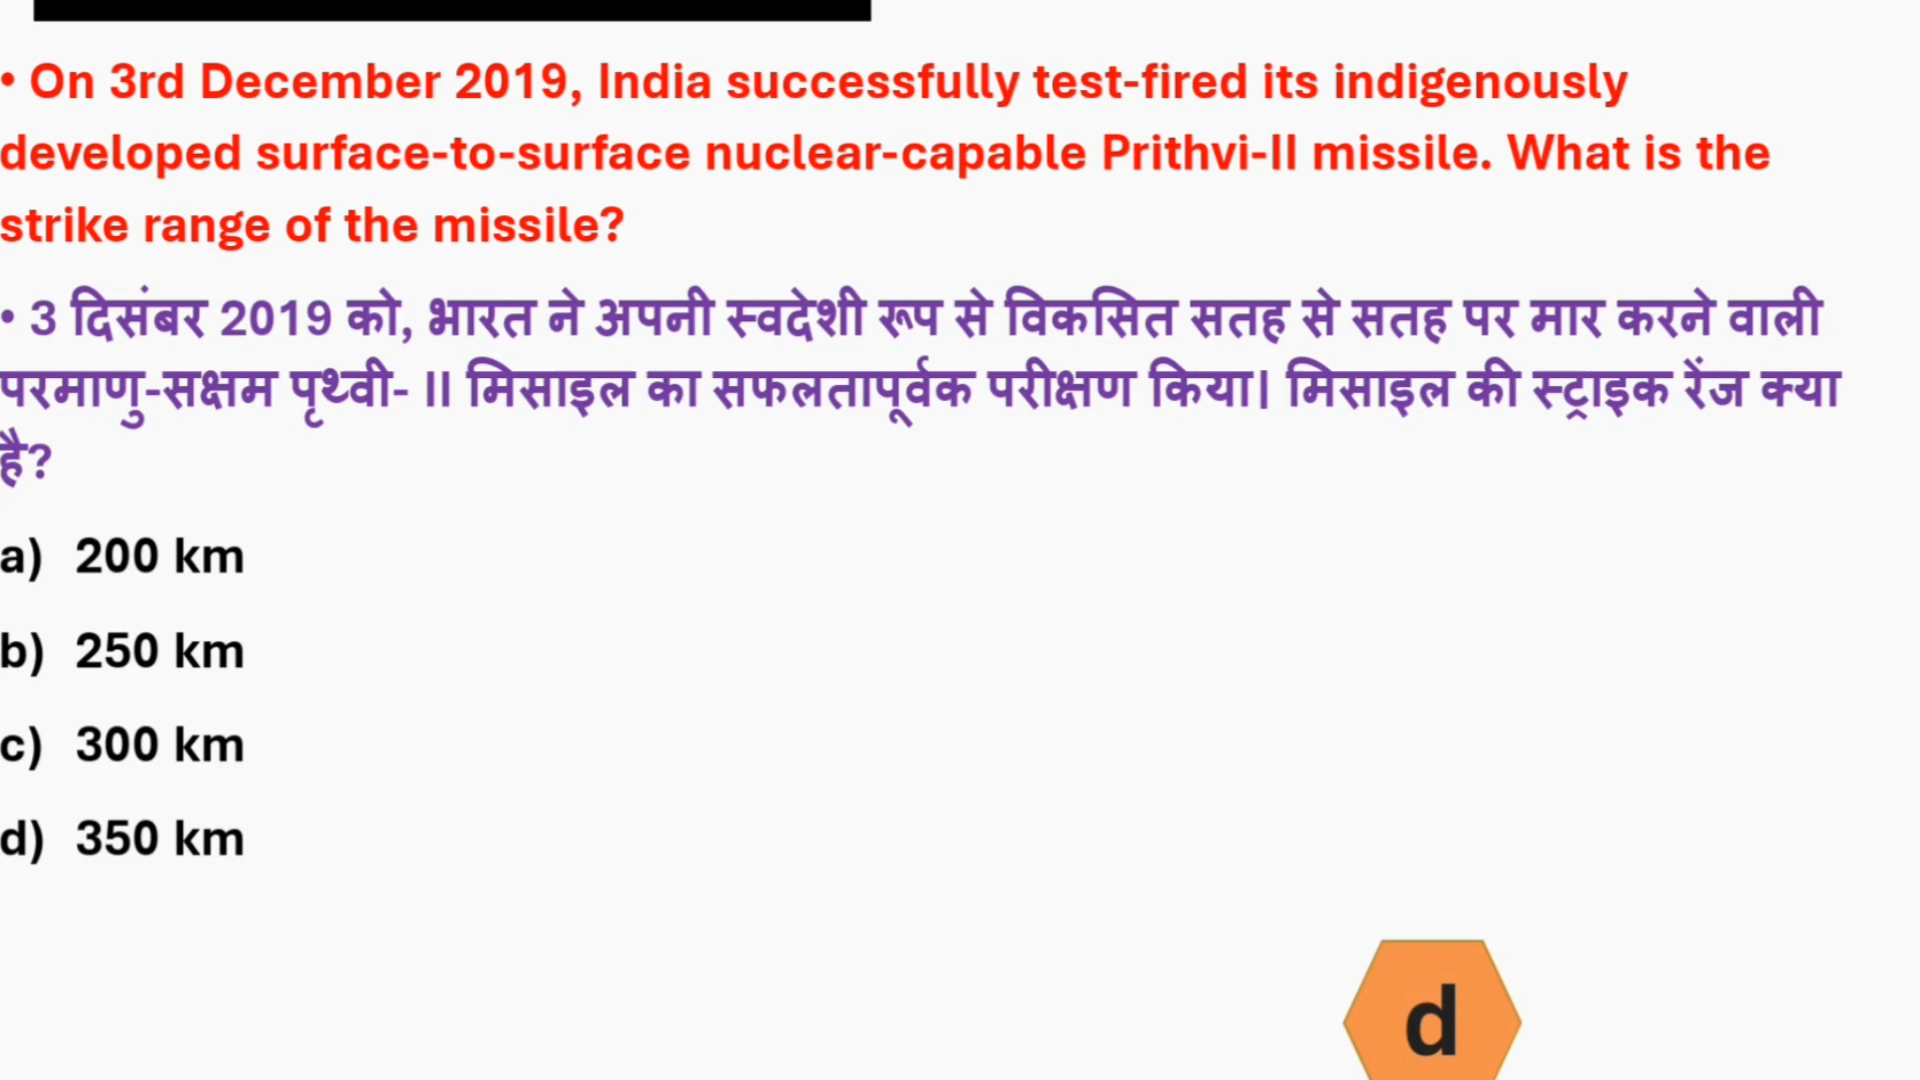 • On 3rd December 2019, India successfully test-fired its indigenously
developed surface-to-surface nuclear-capable Prithvi-II missile. What is the
strike range of the missile?
• 3 दिसंबर 2019 को, भारत ने अपनी स्वदेशी रूप से विकसित सतह से सतह पर मार करने वाली
परमाणु-सक्षम पृथ्वी- II मिसाइल का सफलतापूर्वक परीक्षण किया| मिसाइल की स्ट्राइक रेंज क्या
है?
a) 200 km
b) 250 km
c) 300 km
d) 350 km
d